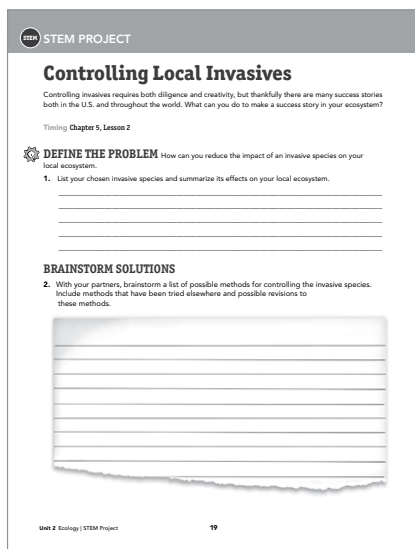 STEM STEM PROJECT
Controlling Local Invasives
Controlling invasives requires both diligence and creativity, but thankfully there are many success stories
both in the U.S. and throughout the world. What can you do to make a success story in your ecosystem?
Timing Chapter 5, Lesson 2
DEFINE THE PROBLEM How can you reduce the impact of an invasive species on your
local ecosystem.
1. List your chosen invasive species and summarize its effects on your local ecosystem.
BRAINSTORM SOLUTIONS
2. With your partners, brainstorm a list of possible methods for controlling the invasive species.
Include methods that have been tried elsewhere and possible revisions to
these methods.
Unit 2 Ecology | STEM Project 19